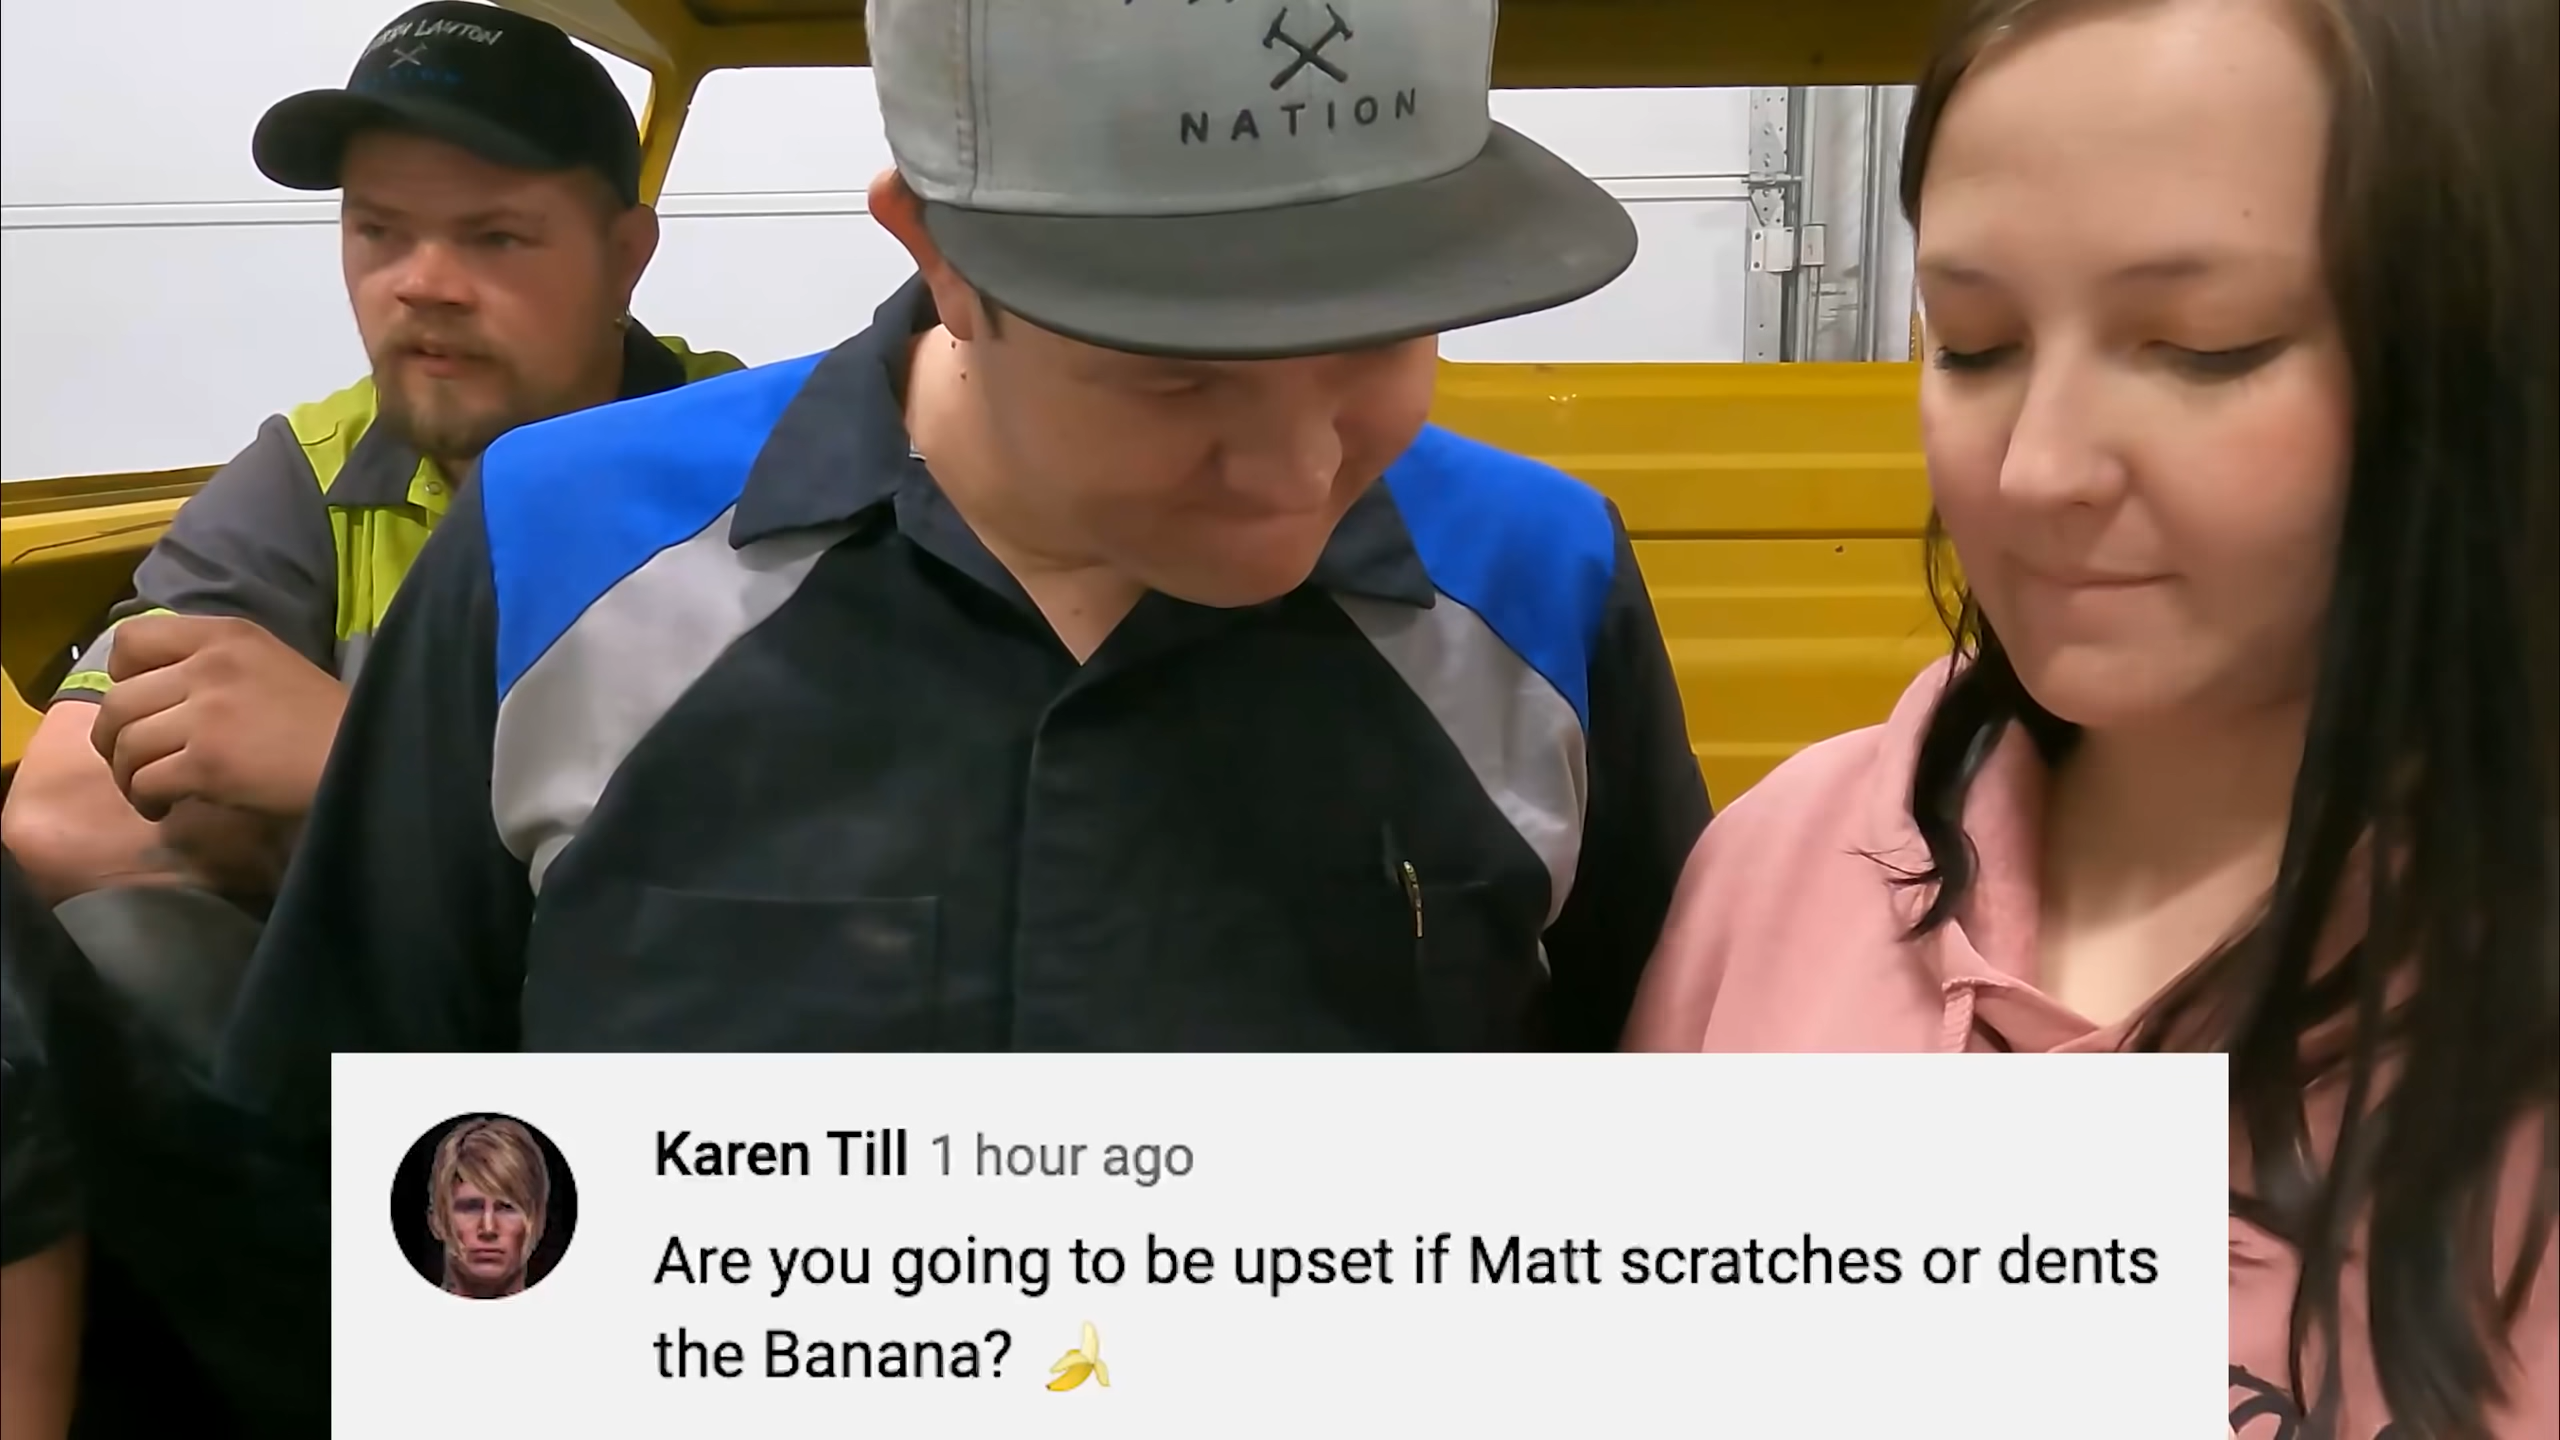 LAYTON
NATION
Karen Till 1 hour ago
Are you going to be upset if Matt scratches or dents
the Banana? 🍌